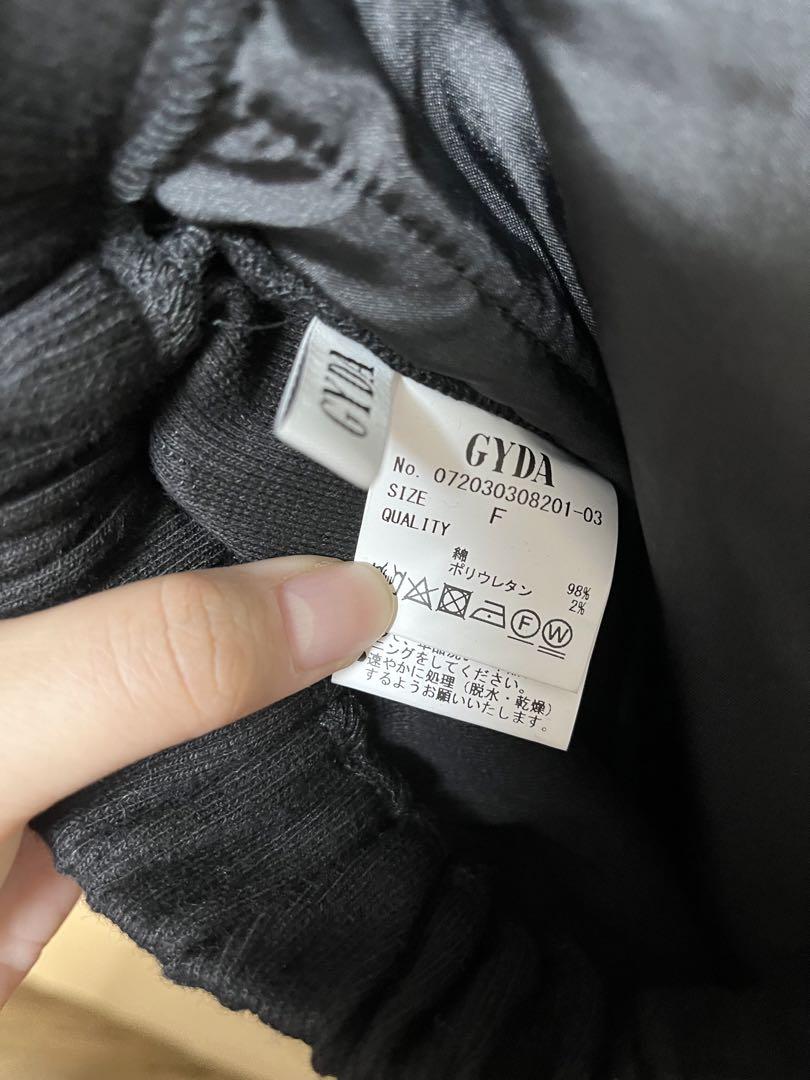 GYDA
GYDA
No. 072030308201-03
SIZE F
QUALITY
綿 98%
ポリウレタン 2%
F W
ニングをしてください。
●速やかに処理(脱水・乾燥)
するようお願いいたします。